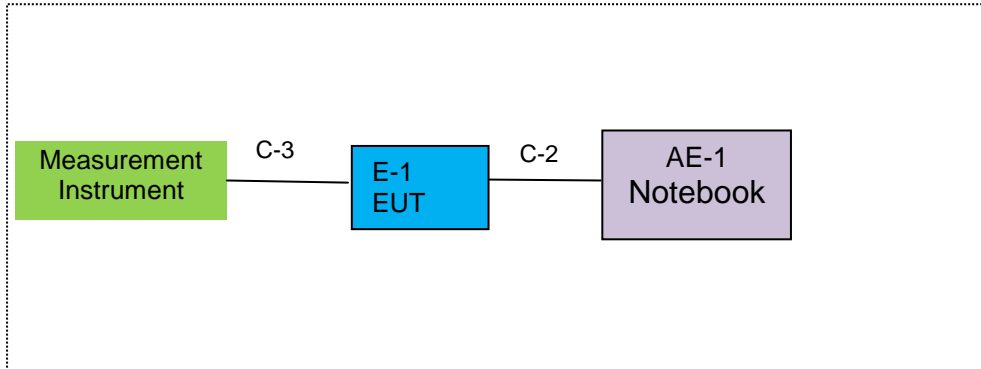 Measurement
Instrument
C-3
E-1
EUT
C-2
AE-1
Notebook